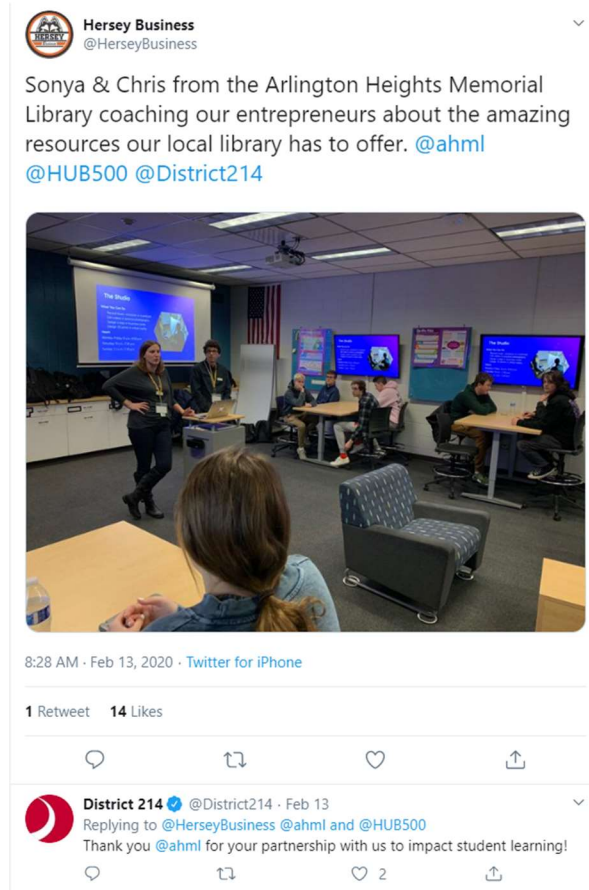 HERSEY
Hersey Business
@HerseyBusiness
Sonya & Chris from the Arlington Heights Memorial
Library coaching our entrepreneurs about the amazing
resources our local library has to offer. @ahml
@HUB500 @District214
The Studio
The Studio
The Studio
8:28 AM · Feb 13, 2020 · Twitter for iPhone
1 Retweet 14 Likes
District 214 @District214 · Feb 13
Replying to @HerseyBusiness @ahml and @HUB500
Thank you @ahml for your partnership with us to impact student learning!
2